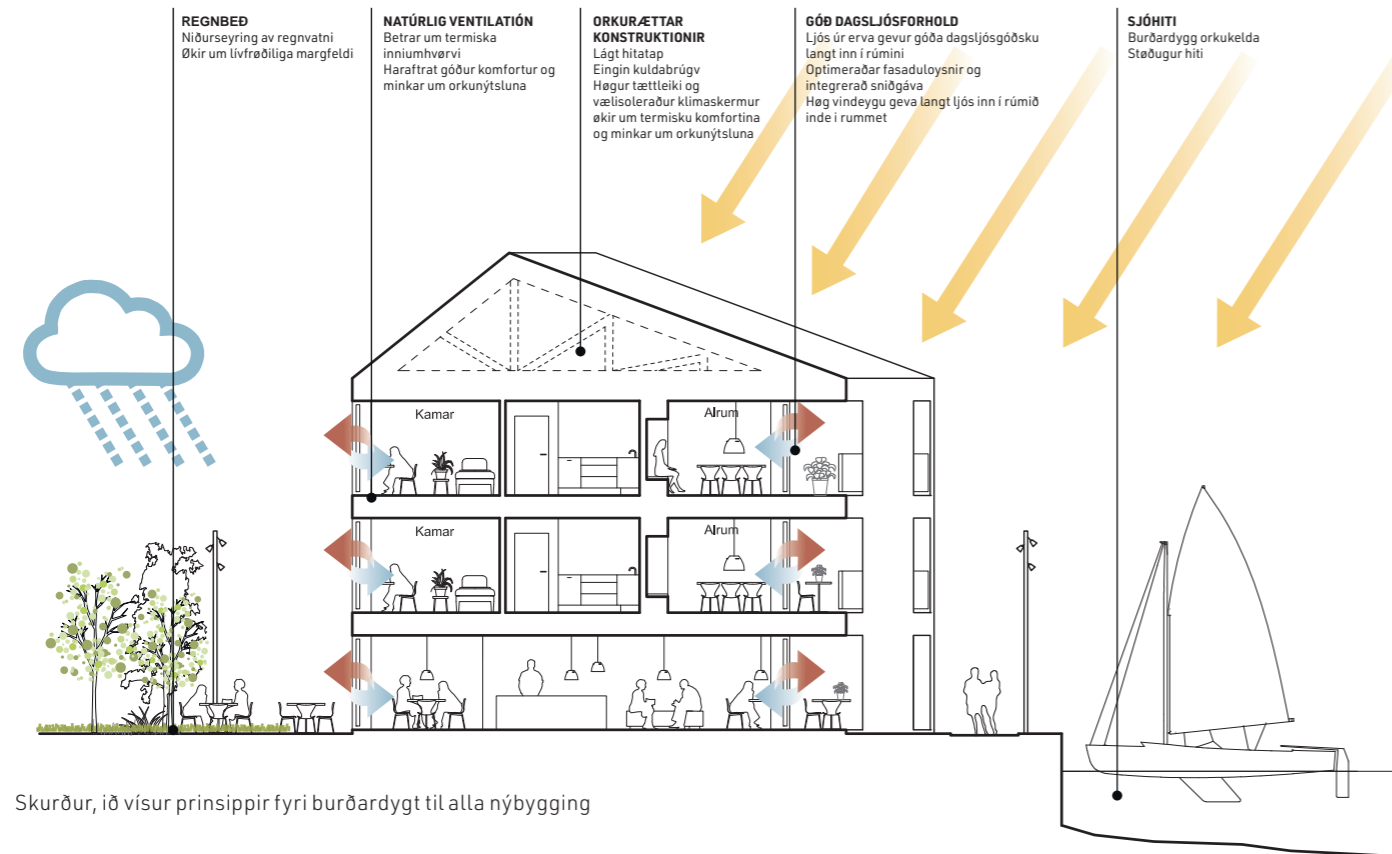 REGNBEÐ
Niðurseyring av regnvatni
Økir um lívfrøðiliga margfeldi
NATÚRLIG VENTILATIÓN
Betrar um termiska
inniumhvørvi
Haraftrat góður komfortur og
minkar um orkunýtsluna
ORKURÆTTAR
KONSTRUKTIONIR
Lágt hitatap
Eingin kuldabrúgv
Høgur tættleiki og
vælisoleraður klimaskermur
økir um termisku komfortina
og minkar um orkunýtsluna
GÓÐ DAGSLJÓSFORHOLD
Ljós úr erva gevur góða dagsljósgóðsku
langt inn í rúmini
Optimeraðar fasaduloysnir og
integrerað sniðgáva
Høg vindeygu geva langt ljós inn í rúmið
inde i rummet
SJÓHITI
Burðardygg orkukelda
Støðugur hiti
Kamar
Alrum
Kamar
Alrum
Skurður, ið vísur prinsippir fyri burðardygt til alla nýbygging